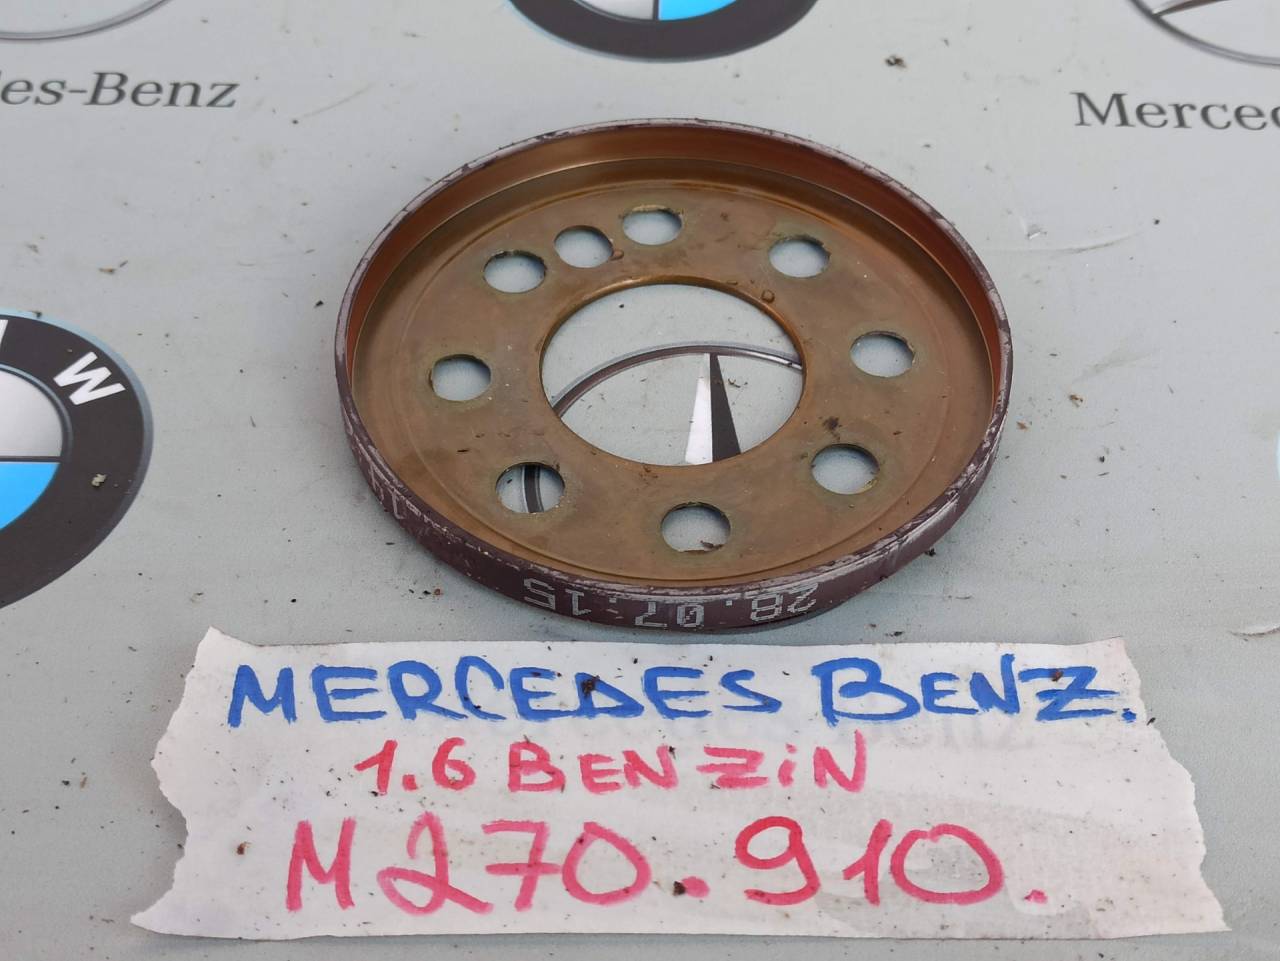 es-Benz
Merced
W
28.07.15
MERCEDES BENZ.
1.6 BENZiN
M270.910.